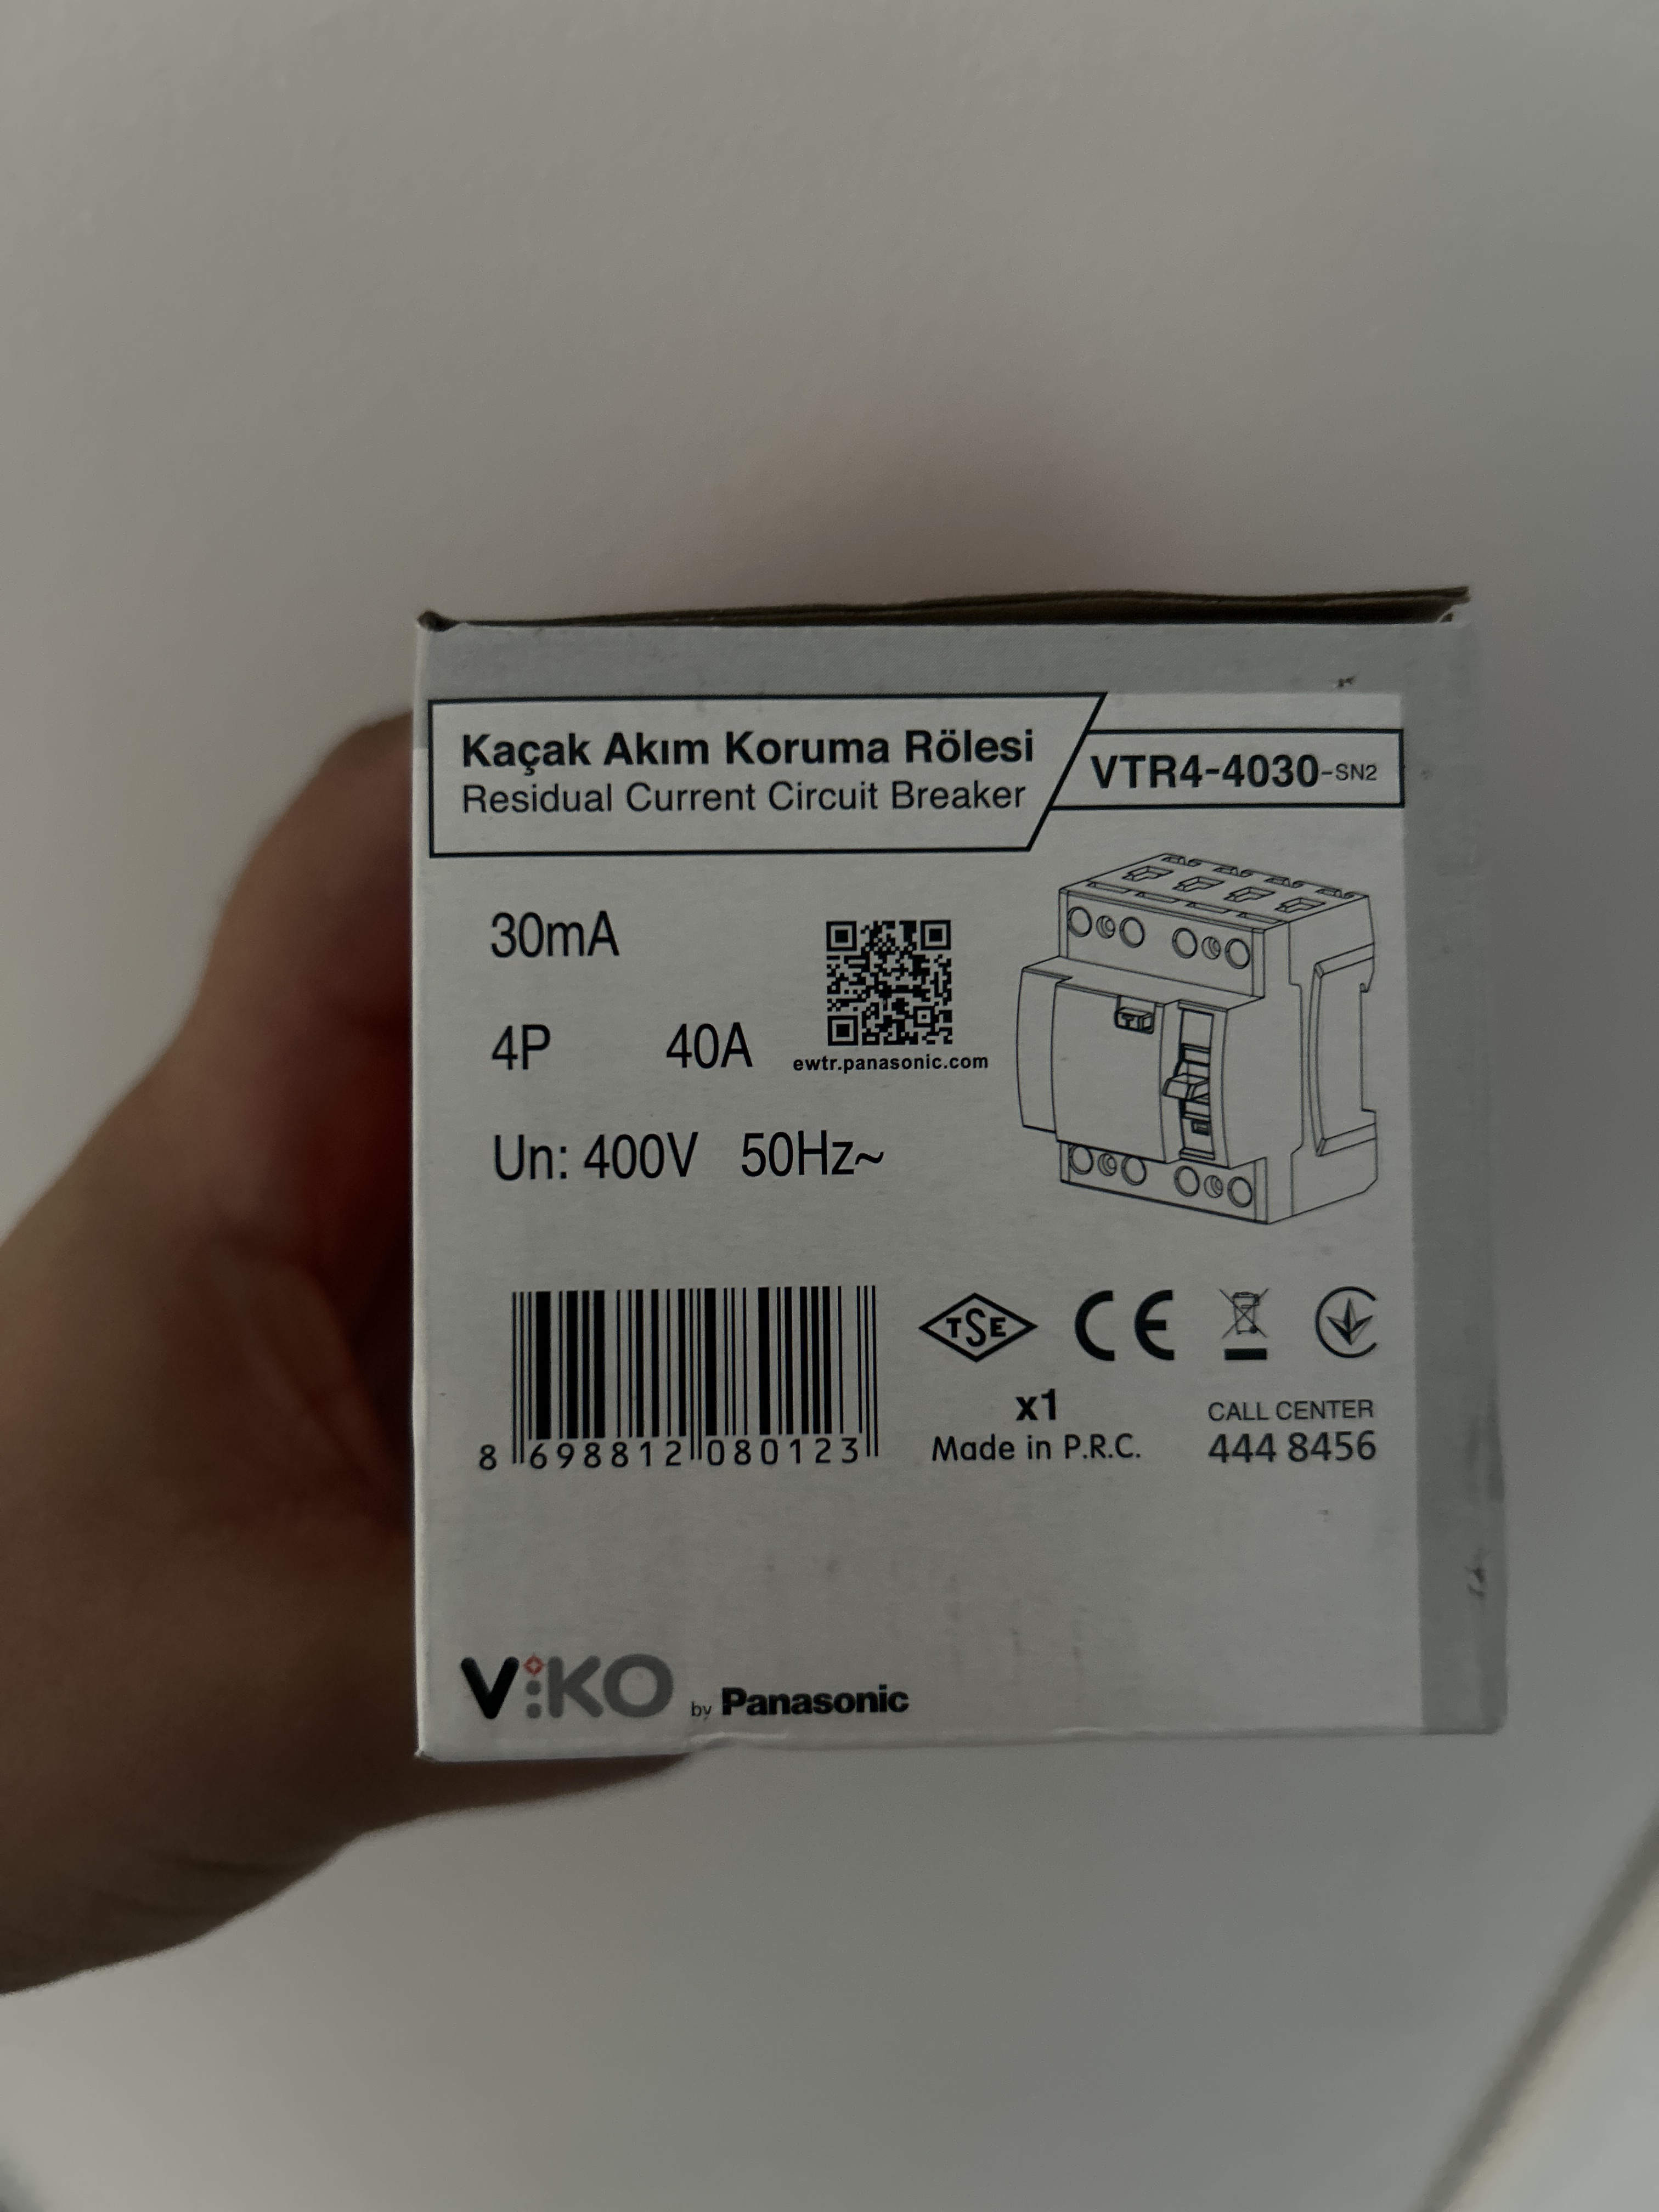 Kaçak Akım Koruma Rölesi
Residual Current Circuit Breaker
VTR4-4030-SN2
30mA
4P 40A
ewtr.panasonic.com
Un: 400V 50Hz~
T
8 698812 080123
TSE
CE
x1
Made in P.R.C.
CALL CENTER
444 8456
ViKO by Panasonic